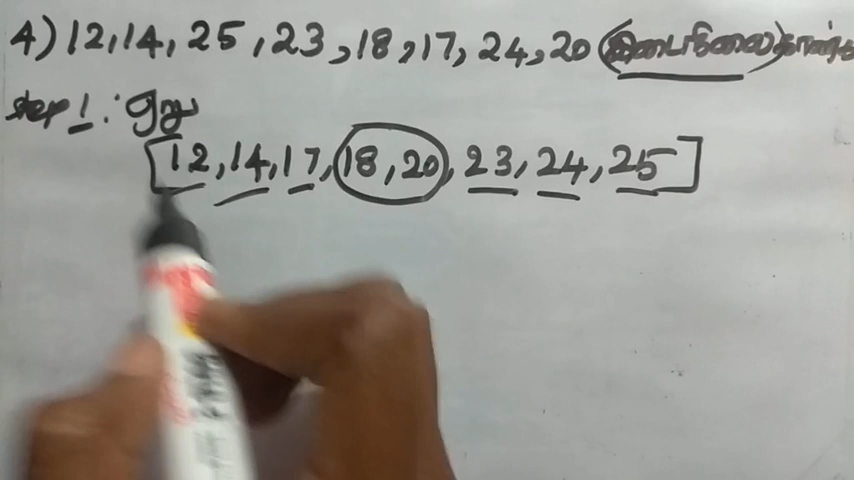 4) 12, 14, 25, 23, 18, 17, 24, 20 (இடைநிலை) காண்க
step 1: ஏறு
[12, 14, 17, 18, 20, 23, 24, 25]